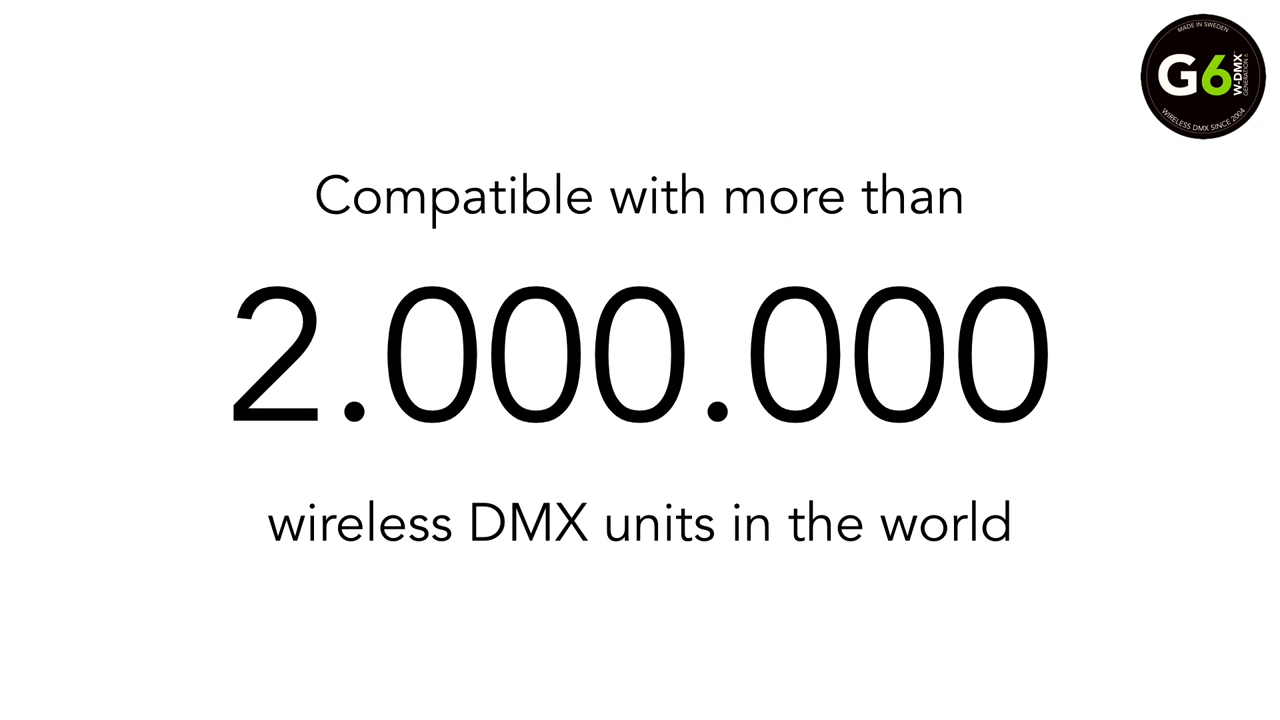 MADE IN SWEDEN
G6
W-DMX
GENERATION 6
WIRELESS DMX SINCE 2004
Compatible with more than
2.000.000
wireless DMX units in the world